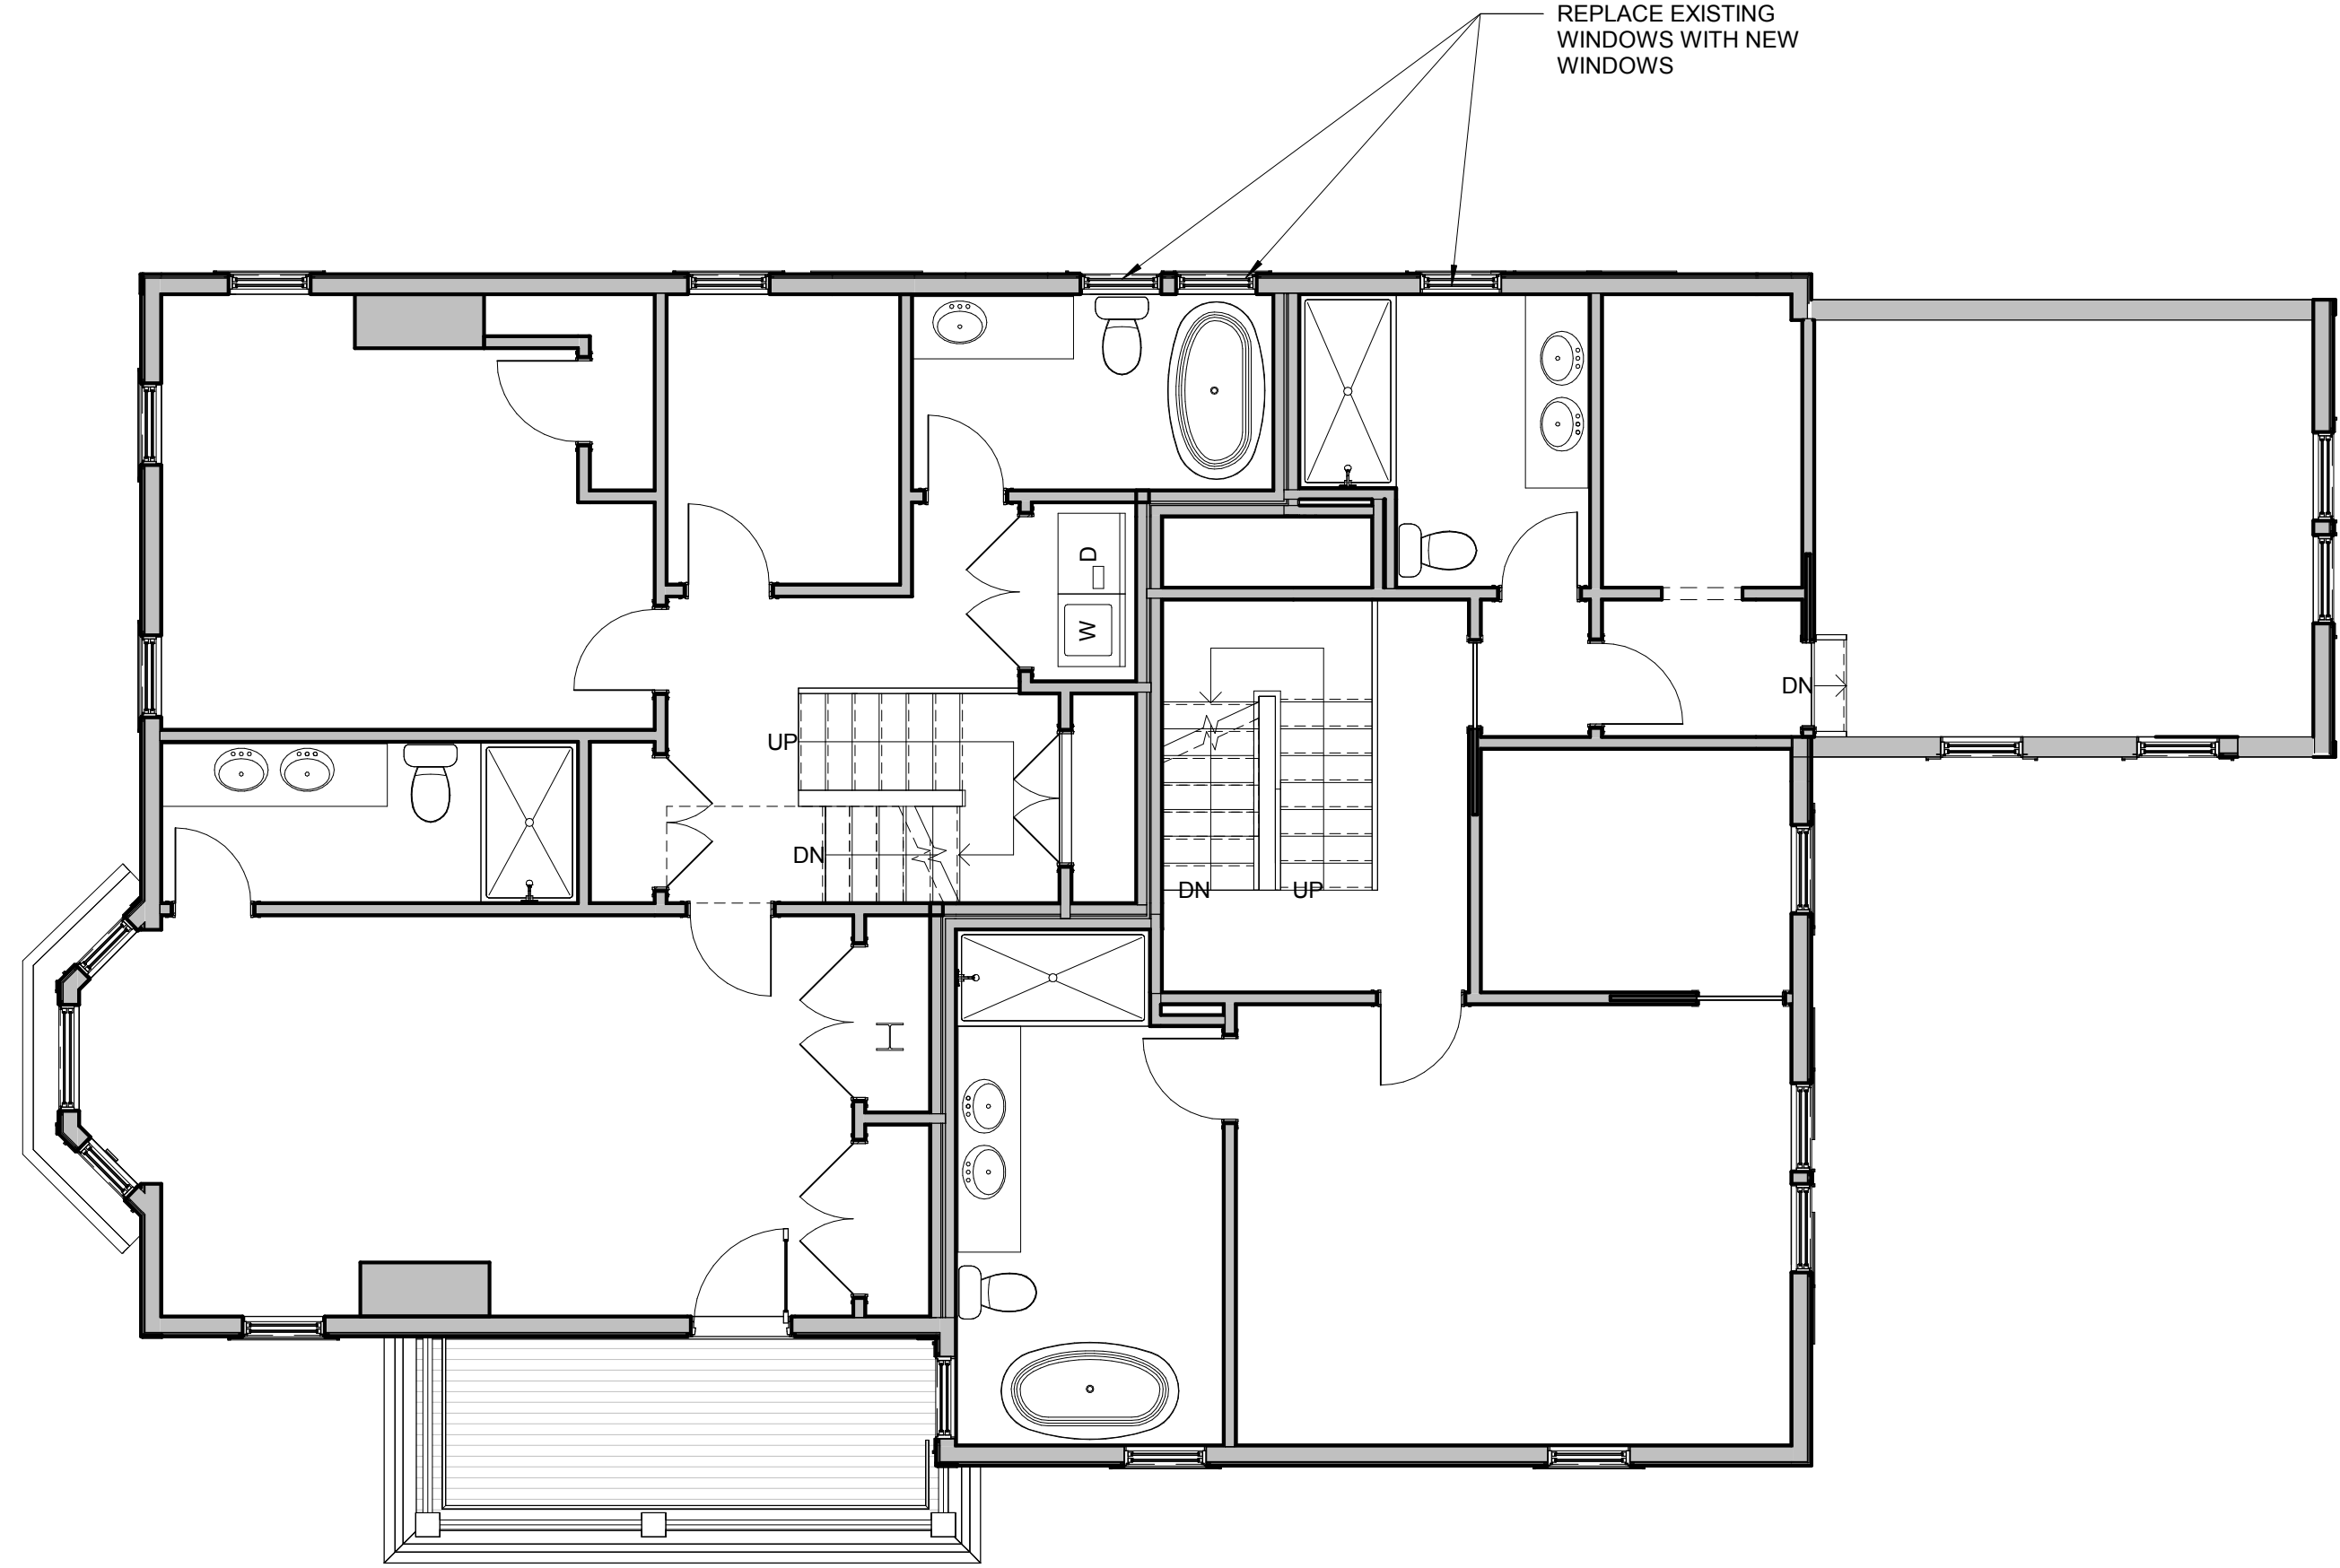 REPLACE EXISTING
WINDOWS WITH NEW
WINDOWS
D
W
DN
UP
DN
DN
UP